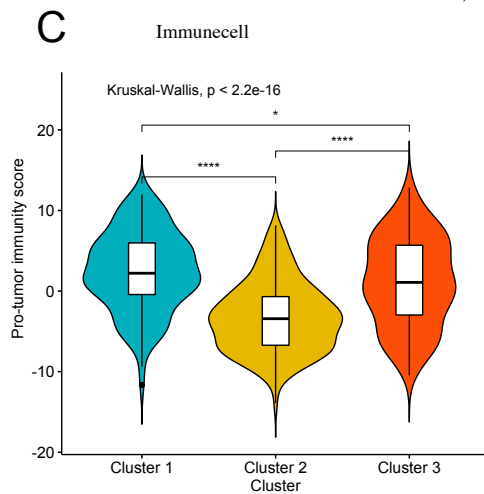 C
Immunecell
Kruskal-Wallis, p < 2.2e-16
*
****
****
Pro-tumor immunity score
20
10
0
-10
-20
Cluster 1 Cluster 2 Cluster 3
Cluster